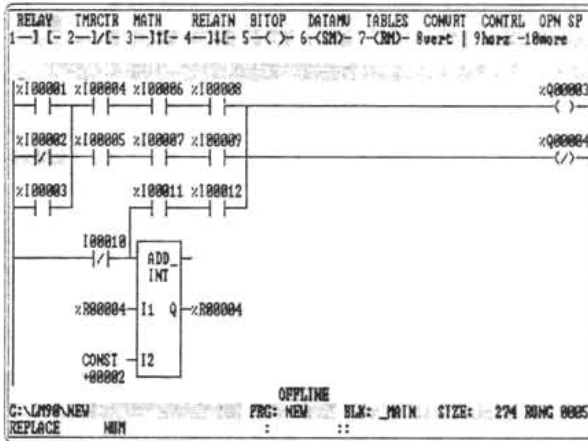 RELAY TMRCTR MATH RELATN BITOP DATAMV TABLES CONVRT CONTRL OPN SP
1—] [- 2—]/[- 3—]↑[- 4—]↓[- 5—( )- 6-(SM)- 7-(RM)- 8vert | 9horz -10more
%I00001 %I00004 %I00006 %I00008 %Q00003
%I00002 %I00005 %I00007 %I00009 %Q00004
%I00003 %I00011 %I00012
I00010
ADD_
INT
%R00004 I1 Q %R00004
CONST I2
+00002
OFFLINE
C:\LM90\NEW PRG: NEW BLK: _MAIN SIZE: 274 RUNG 0005
REPLACE NUM : ::